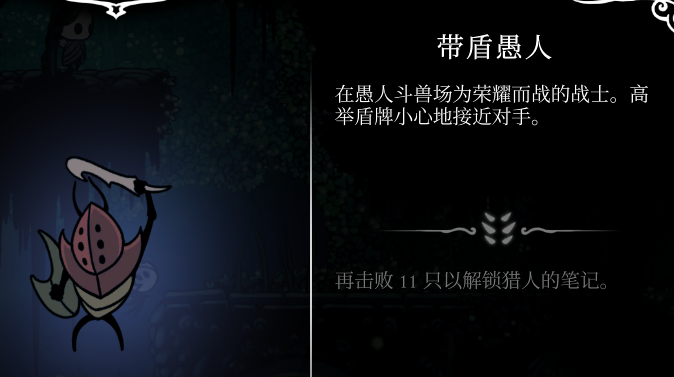 带盾愚人
在愚人斗兽场为荣耀而战的战士。高
举盾牌小心地接近对手。
再击败 11 只以解锁猎人的笔记。